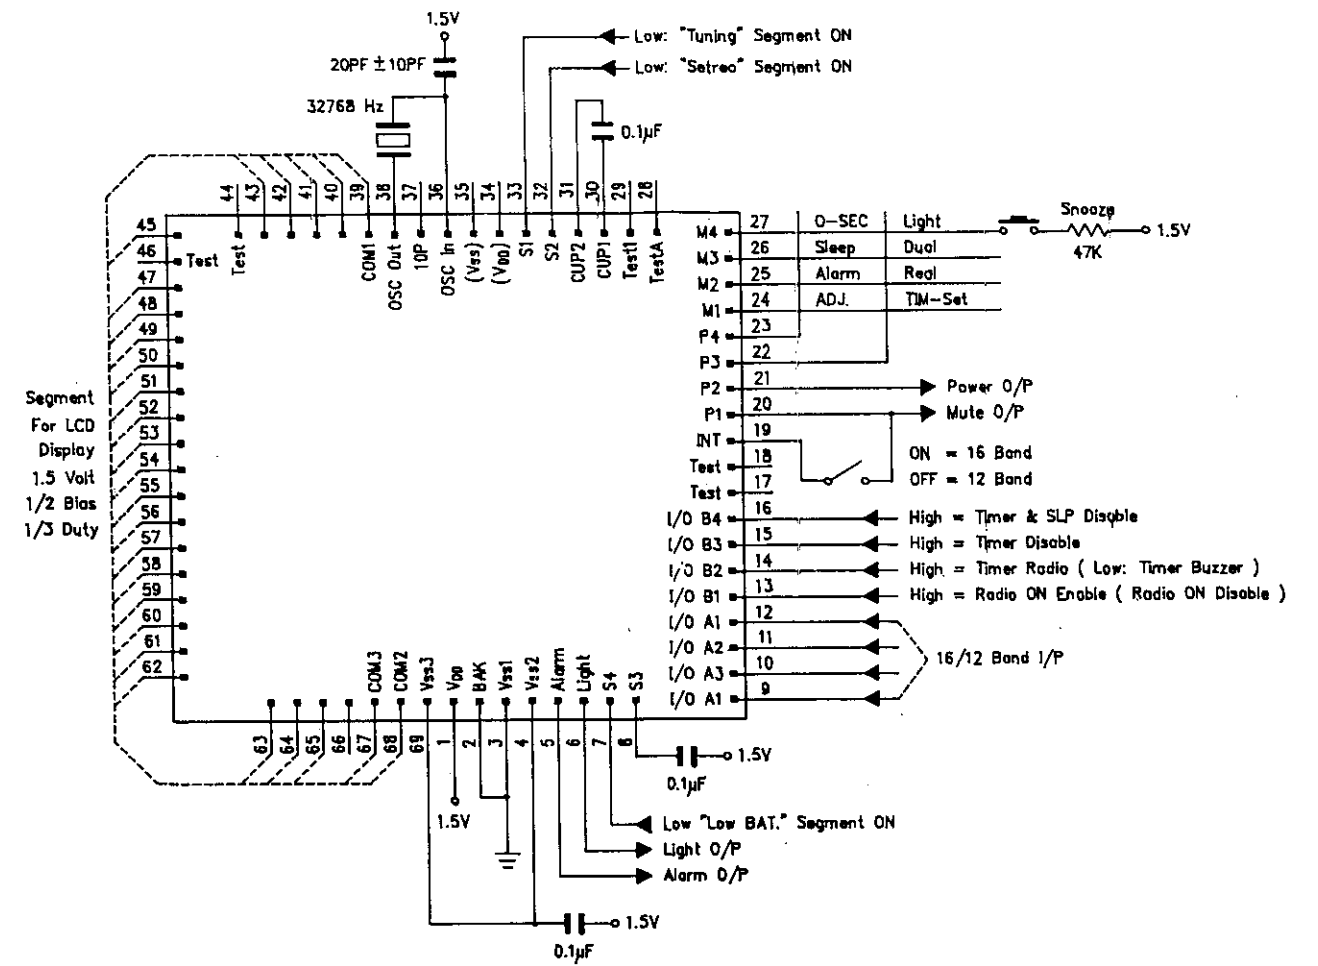 1.5V
20PF ±10PF
32768 Hz
Low: "Tuning" Segment ON
Low: "Setreo" Segment ON
0.1µF
44
43
42
41
40
39
38
37
36
35
34
33
32
31
30
29
28
Test
COM1
OSC Out
10P
OSC In
(Vss)
(VDD)
S1
S2
CUP2
CUP1
Test1
TestA
45
46
Test
47
48
49
50
51
52
53
54
55
56
57
58
59
60
61
62
Segment
For LCD
Display
1.5 Volt
1/2 Bias
1/3 Duty
M4 27 0-SEC Light
Snooze
47K
1.5V
M3 26 Sleep Dual
M2 25 Alarm Real
M1 24 ADJ. TIM-Set
P4 23
P3 22
P2 21 Power O/P
P1 20 Mute O/P
INT 19
ON = 16 Band
OFF = 12 Band
Test 18
Test 17
I/O B4 16 High = Timer & SLP Disable
I/O B3 15 High = Timer Disable
I/O B2 14 High = Timer Radio ( Low: Timer Buzzer )
I/O B1 13 High = Radio ON Enable ( Radio ON Disable )
I/O A1 12
I/O A2 11
I/O A3 10
I/O A1 9
16/12 Band I/P
COM3
COM2
Vss3
VDD
BAK
Vss1
Vss2
Alarm
Light
S4
S3
63
64
65
66
67
68
69
1
2
3
4
5
6
7
8
1.5V
0.1µF
1.5V
Low "Low BAT." Segment ON
Light O/P
Alarm O/P
1.5V
0.1µF